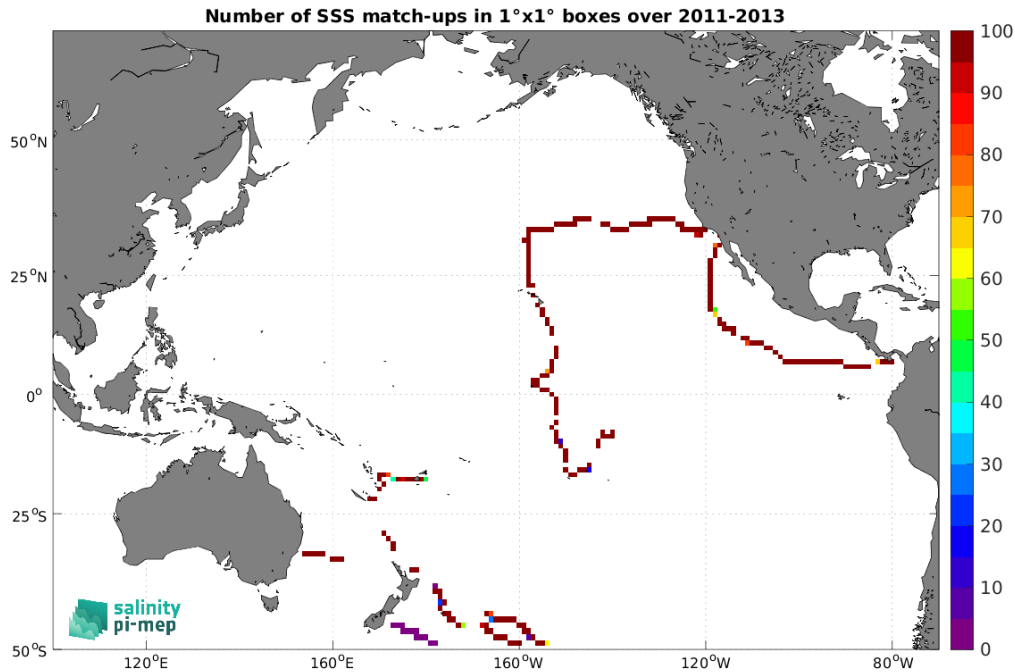 Number of SSS match-ups in 1°x1° boxes over 2011-2013
50°N
25°N
0°
25°S
50°S
120°E
160°E
160°W
120°W
80°W
100
90
80
70
60
50
40
30
20
10
0
salinity
pi-mep